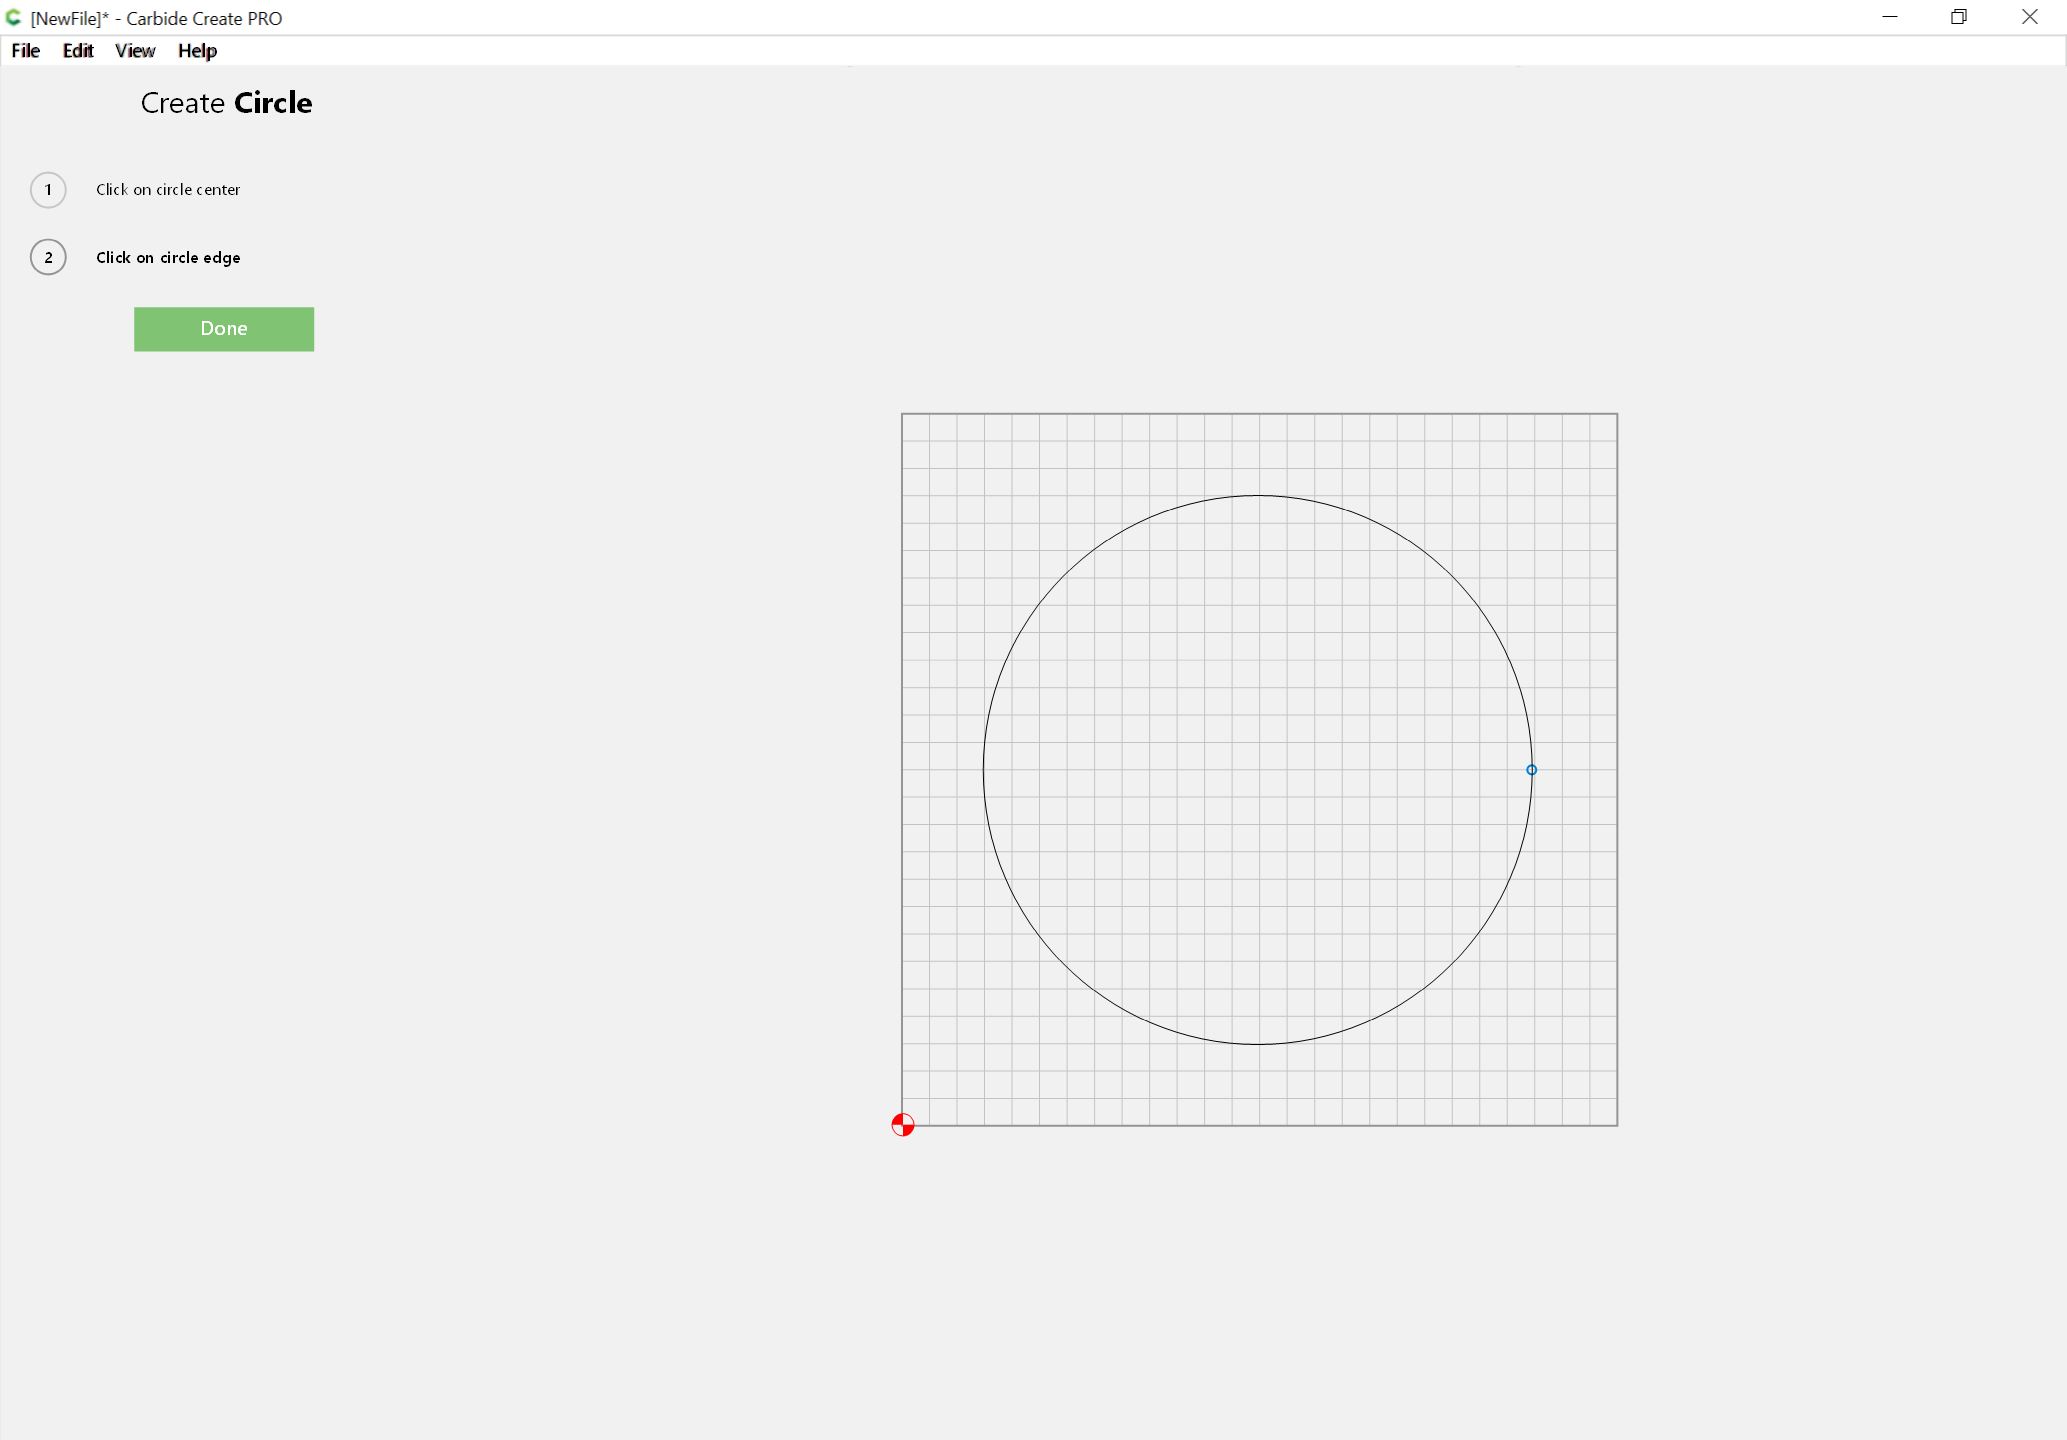 [NewFile]* - Carbide Create PRO
File Edit View Help
Create Circle
1 Click on circle center
2 Click on circle edge
Done